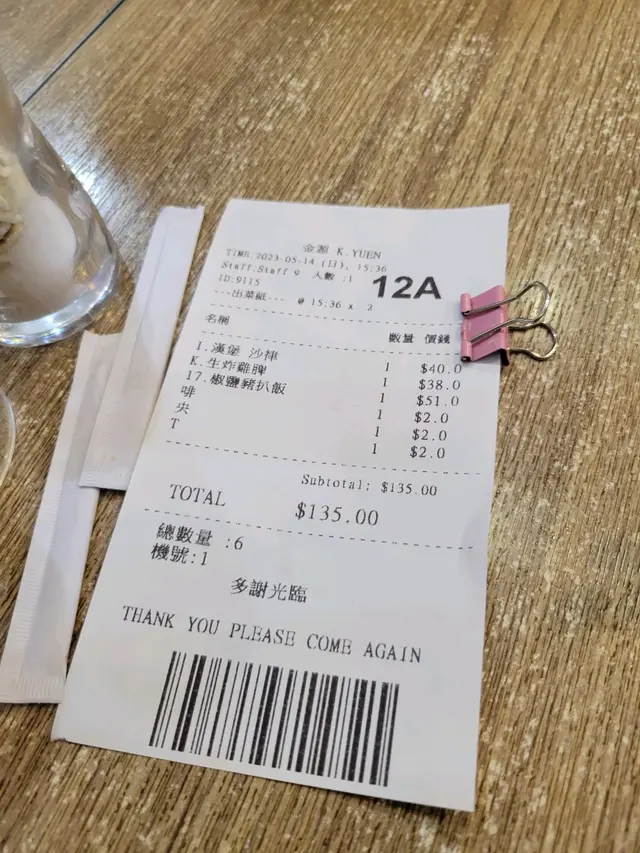 金源 K.YUEN
TIME:2023-05-14 (日), 15:36
Staff:Staff 9 人數 :1
ID:9115
12A
---出菜紙--- @ 15:36 x 2
名稱 數量 價錢
1.漢堡 沙律 1 $40.0
K.生炸雞脾 1 $38.0
17.椒鹽豬扒飯 1 $51.0
啡 1 $2.0
央 1 $2.0
T 1 $2.0
Subtotal: $135.00
TOTAL $135.00
總數量 :6
機號:1
多謝光臨
THANK YOU PLEASE COME AGAIN